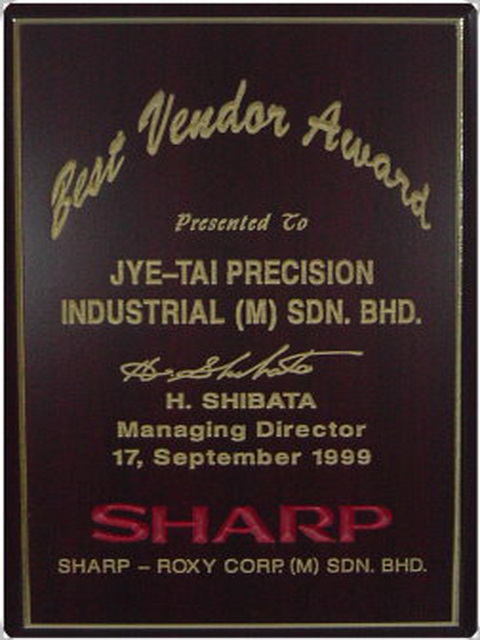 Best Vendor Award
Presented To
JYE-TAI PRECISION
INDUSTRIAL (M) SDN. BHD.
H. Shibata
H. SHIBATA
Managing Director
17, September 1999
SHARP
SHARP - ROXY CORP. (M) SDN. BHD.